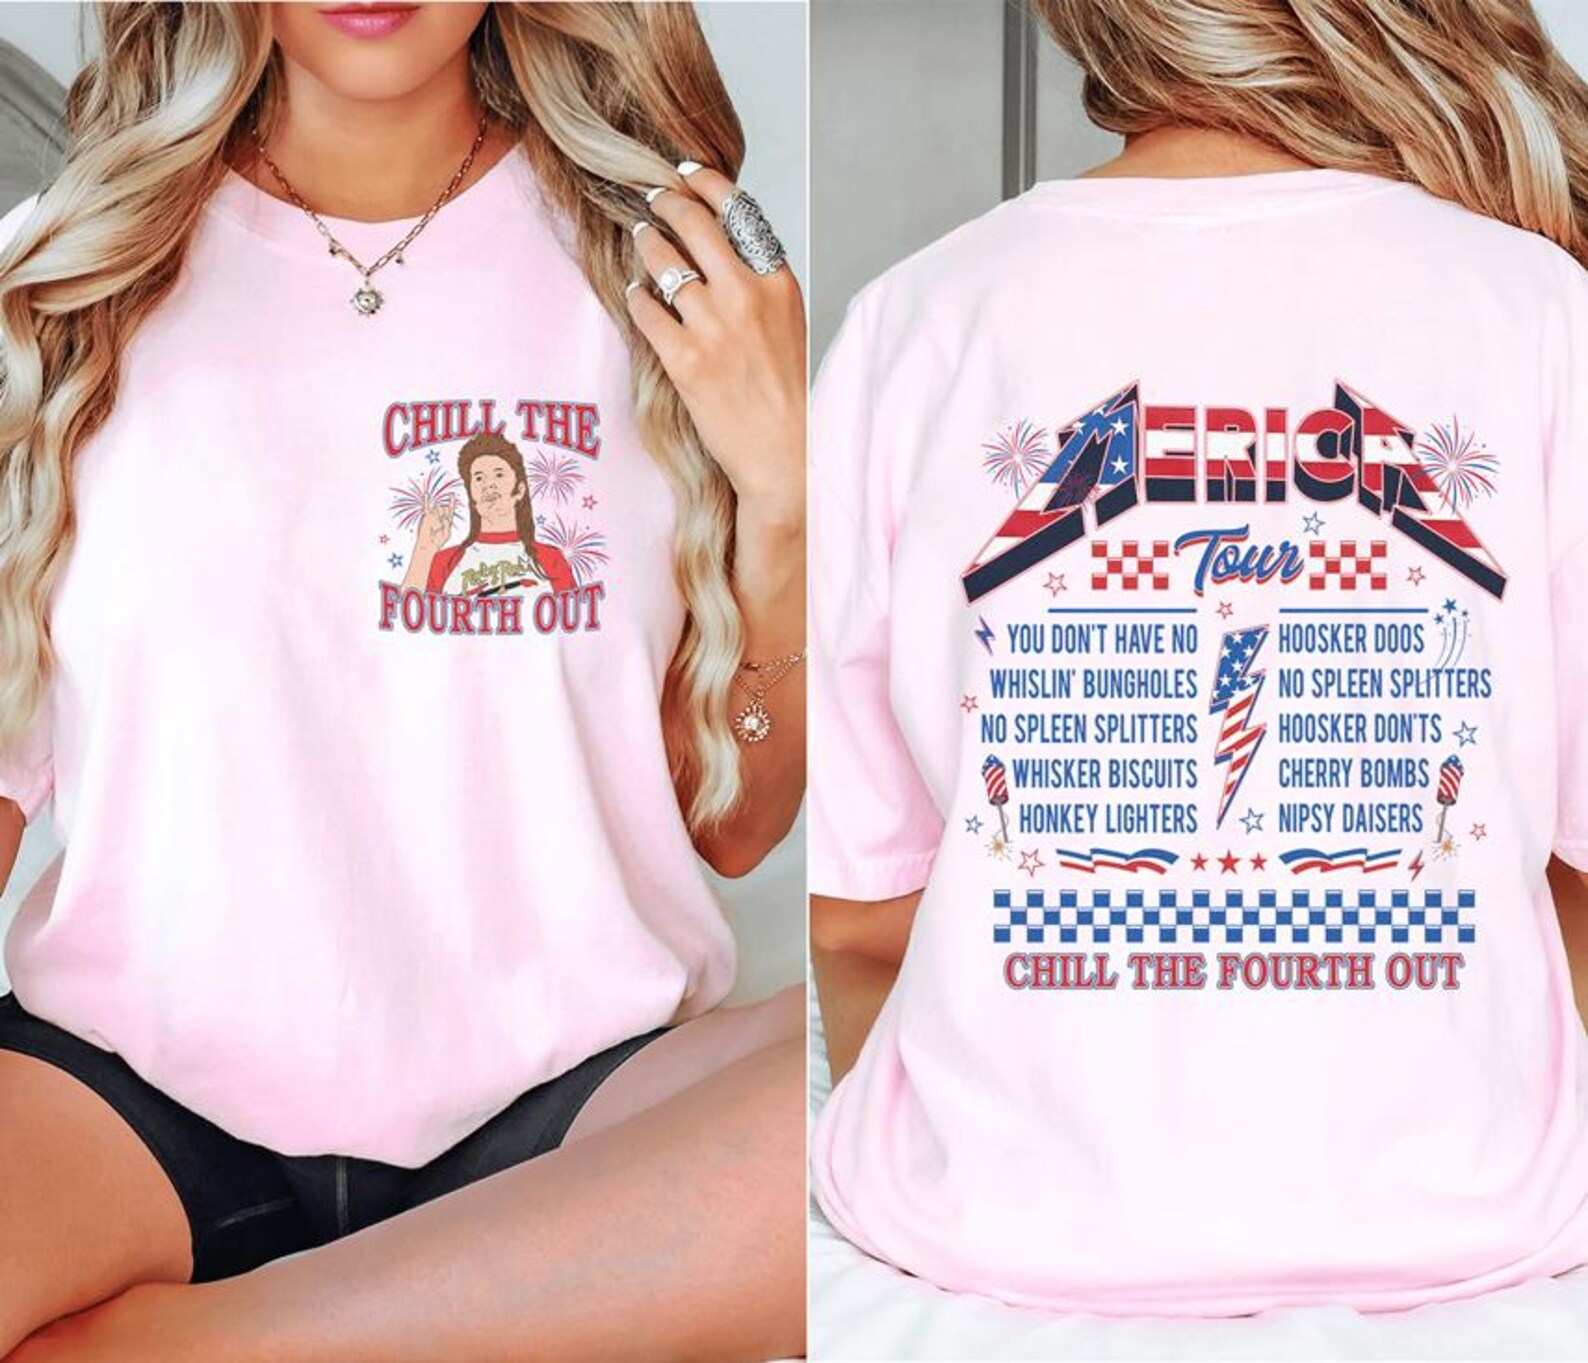 CHILL THE
FOURTH OUT
MERICA
Tour
YOU DON'T HAVE NO
WHISLIN' BUNGHOLES
NO SPLEEN SPLITTERS
WHISKER BISCUITS
HONKEY LIGHTERS
HOOSKER DOOS
NO SPLEEN SPLITTERS
HOOSKER DON'TS
CHERRY BOMBS
NIPSY DAISERS
CHILL THE FOURTH OUT